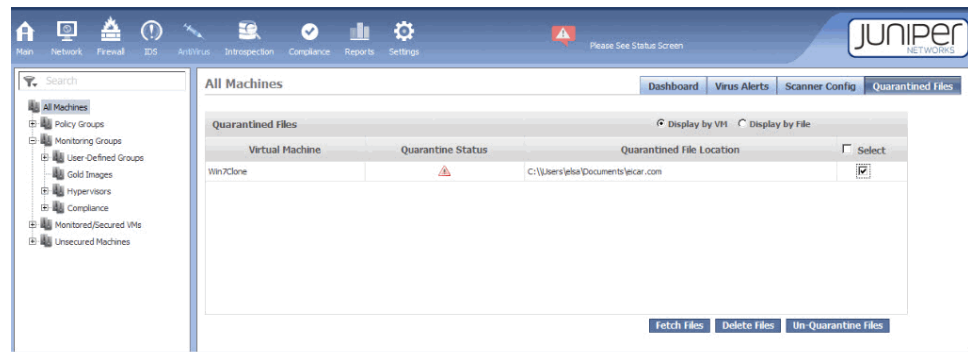 Main Network Firewall IDS AntiVirus Introspection Compliance Reports Settings
Please See Status Screen
JUNIPER
NETWORKS
Search
All Machines
Policy Groups
Monitoring Groups
User-Defined Groups
Gold Images
Hypervisors
Compliance
Monitored/Secured VMs
Unsecured Machines
All Machines
Dashboard Virus Alerts Scanner Config Quarantined Files
Quarantined Files Display by VM Display by File
Virtual Machine Quarantine Status Quarantined File Location Select
Win7Clone C:\\Users\elsa\Documents\eicar.com
Fetch Files Delete Files Un-Quarantine Files